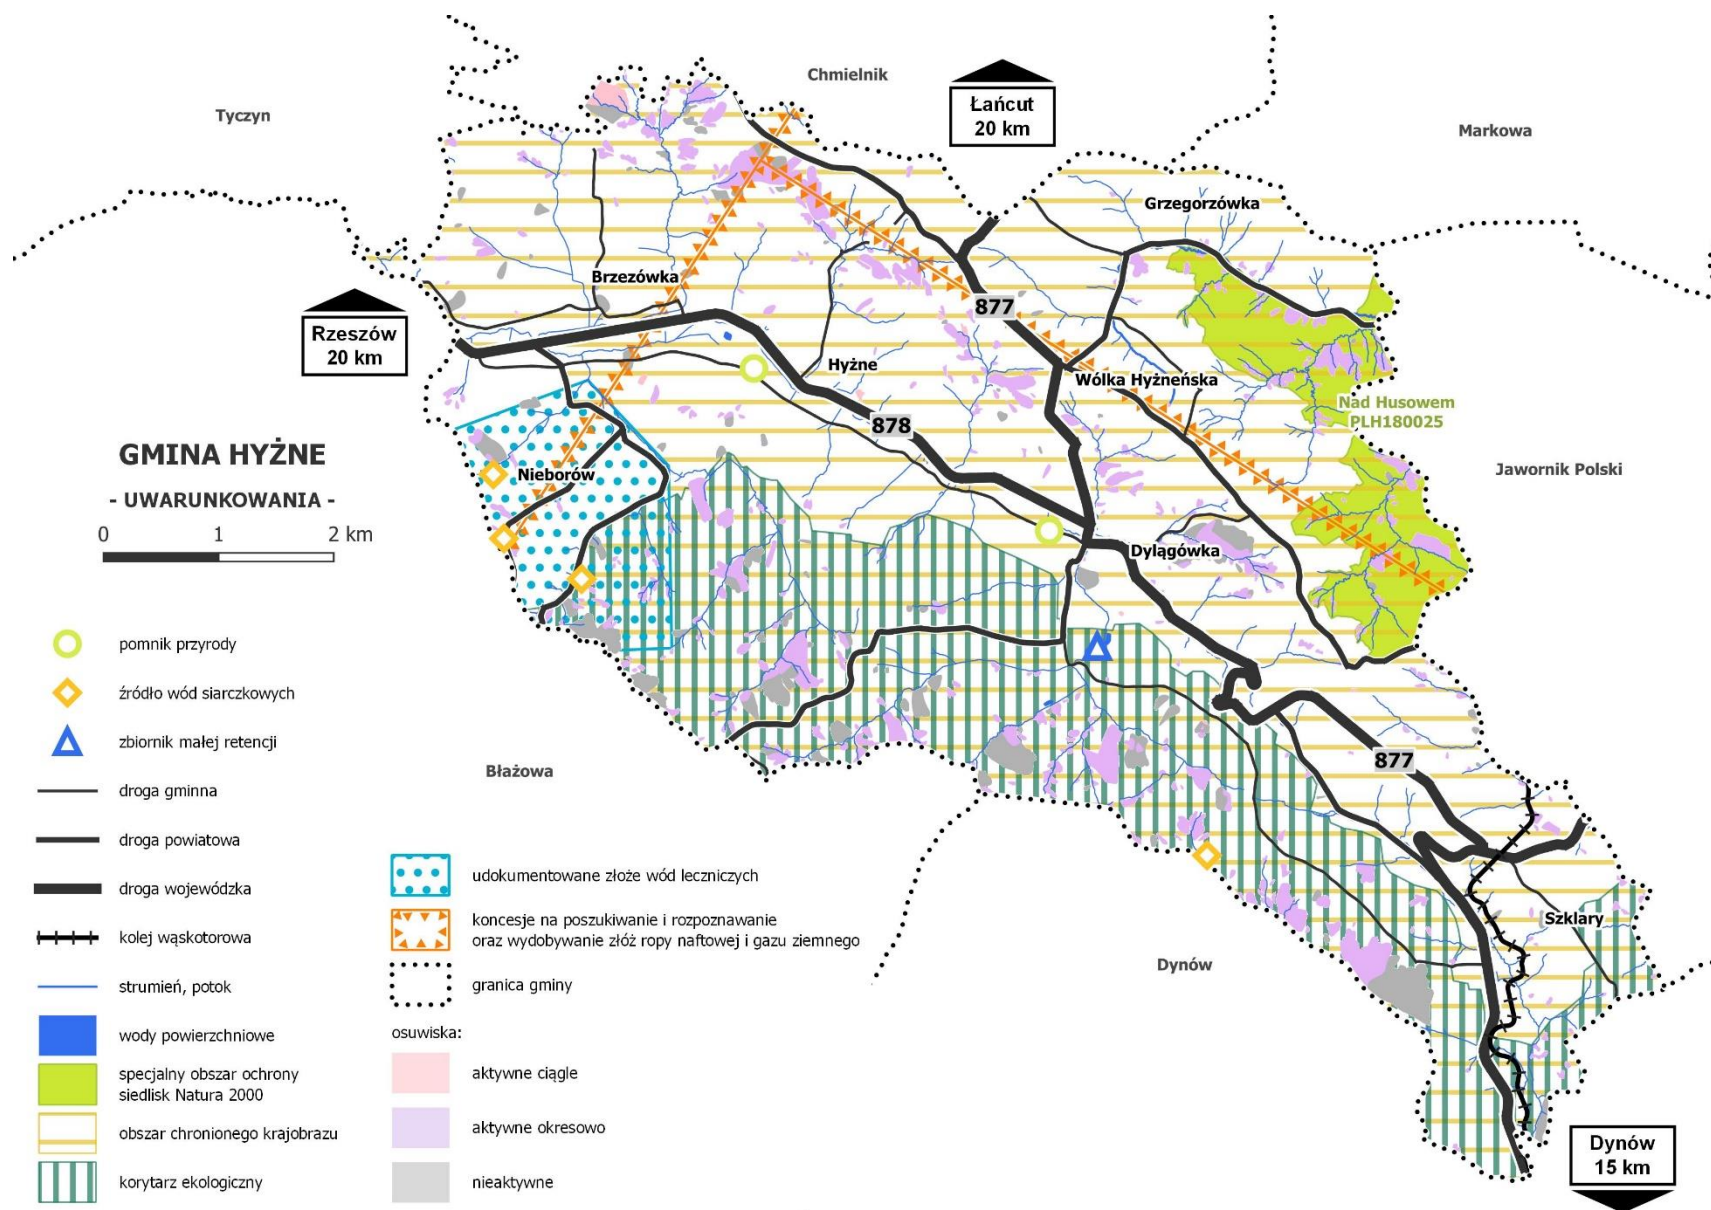 Chmielnik
Łańcut
20 km
Tyczyn
Markowa
Grzegorzówka
Brzezówka
877
Rzeszów
20 km
Hyżne
Wólka Hyżneńska
Nad Husowem
PLH180025
878
GMINA HYŻNE
- UWARUNKOWANIA -
Nieborów
Jawornik Polski
0 1 2 km
Dylągówka
pomnik przyrody
źródło wód siarczkowych
zbiornik małej retencji
Błażowa
877
droga gminna
droga powiatowa
droga wojewódzka
kolej wąskotorowa
strumień, potok
wody powierzchniowe
specjalny obszar ochrony
siedlisk Natura 2000
obszar chronionego krajobrazu
korytarz ekologiczny
udokumentowane złoże wód leczniczych
koncesje na poszukiwanie i rozpoznawanie
oraz wydobywanie złóż ropy naftowej i gazu ziemnego
granica gminy
osuwiska:
aktywne ciągle
aktywne okresowo
nieaktywne
Szklary
Dynów
Dynów
15 km